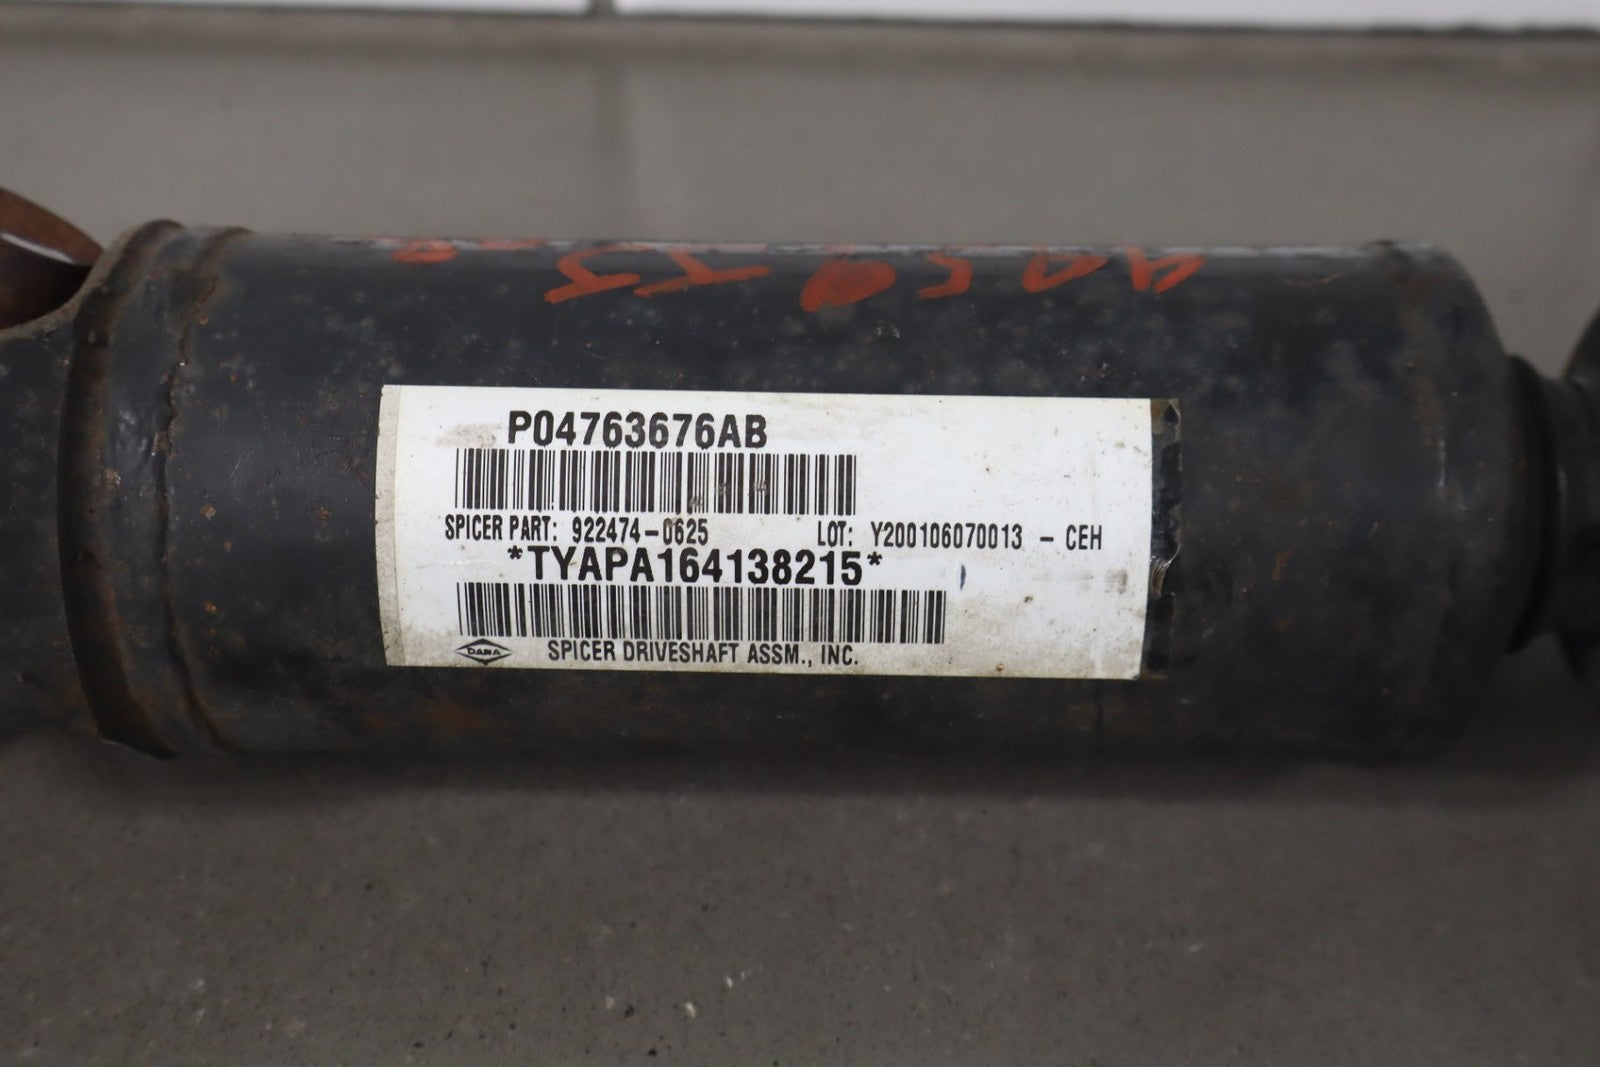 P04763676AB
SPICER PART: 922474-0625 LOT: Y200106070013 - CEH
*TYAPA164138215*
DANA SPICER DRIVESHAFT ASSM., INC.